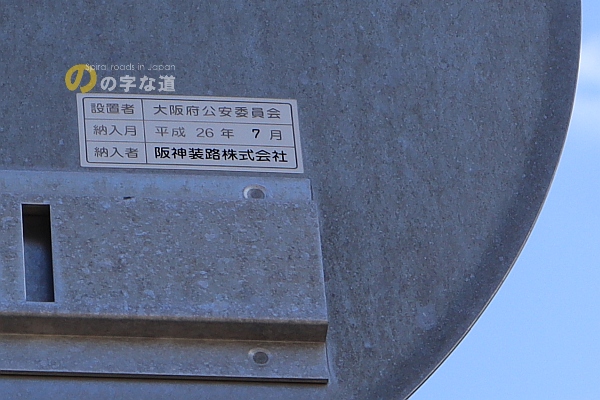 Spiral roads in Japan
の の字な道
設置者 大阪府公安委員会
納入月 平成 26 年 7 月
納入者 阪神装路株式会社